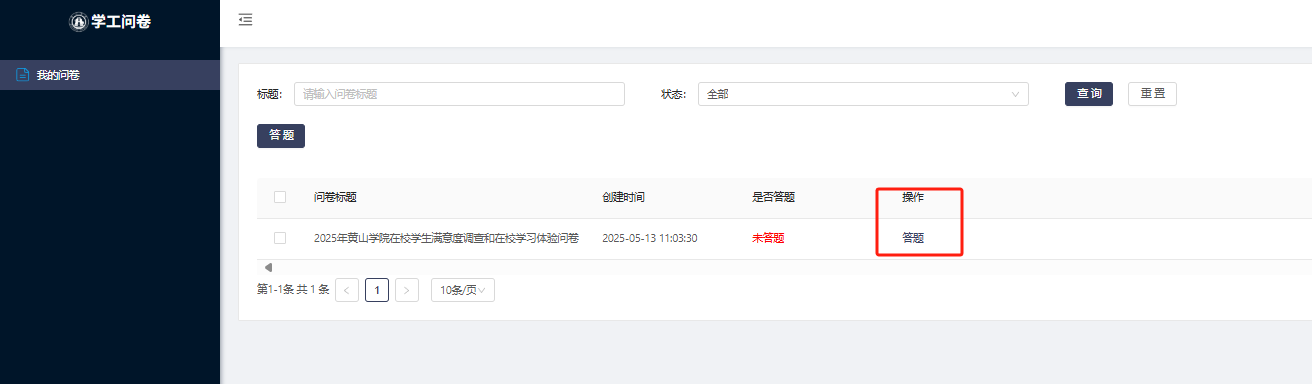 学工问卷
我的问卷
标题： 请输入问卷标题 状态： 全部 查 询 重 置
答 题
问卷标题 创建时间 是否答题 操作
2025年黄山学院在校学生满意度调查和在校学习体验问卷 2025-05-13 11:03:30 未答题 答题
第1-1条 共 1 条 < 1 > 10条/页